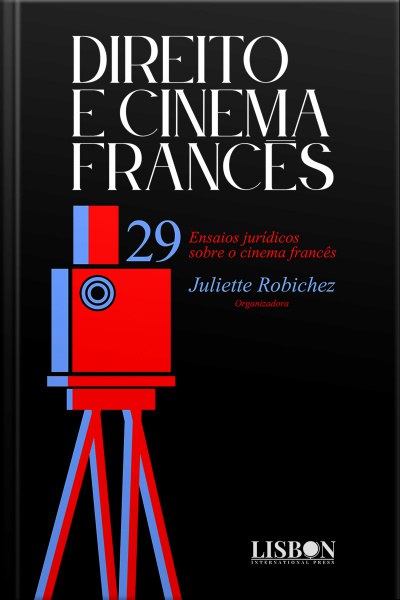 DIREITO
E CINEMA
FRANCÊS
29
Ensaios jurídicos
sobre o cinema francês
Juliette Robichez
Organizadora
LISBON
INTERNATIONAL PRESS